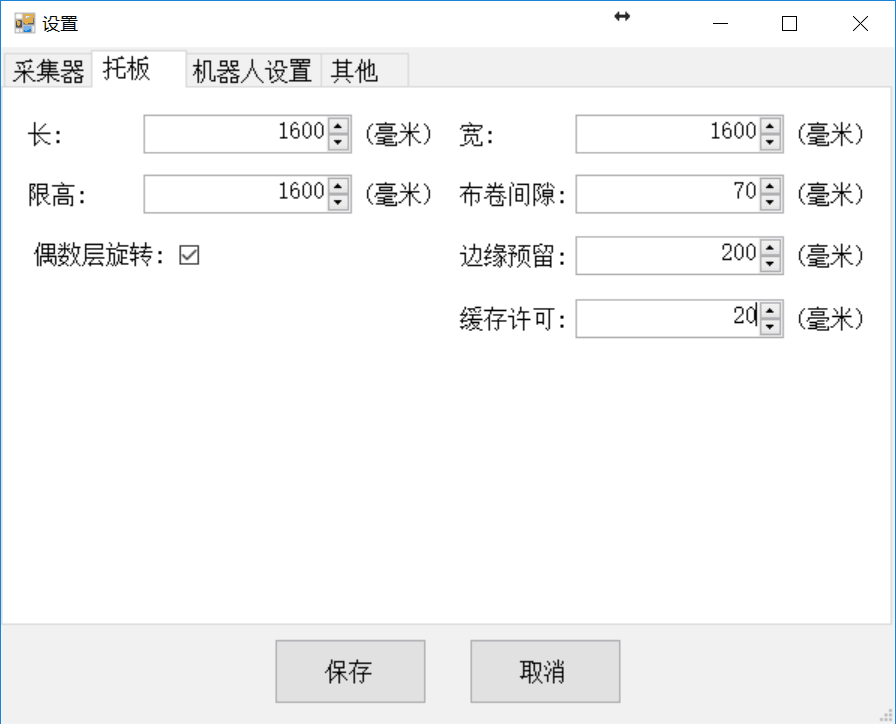 设置
采集器 托板 机器人设置 其他
长: 1600 (毫米) 宽: 1600 (毫米)
限高: 1600 (毫米) 布卷间隙: 70 (毫米)
偶数层旋转: 边缘预留: 200 (毫米)
缓存许可: 20 (毫米)
保存 取消